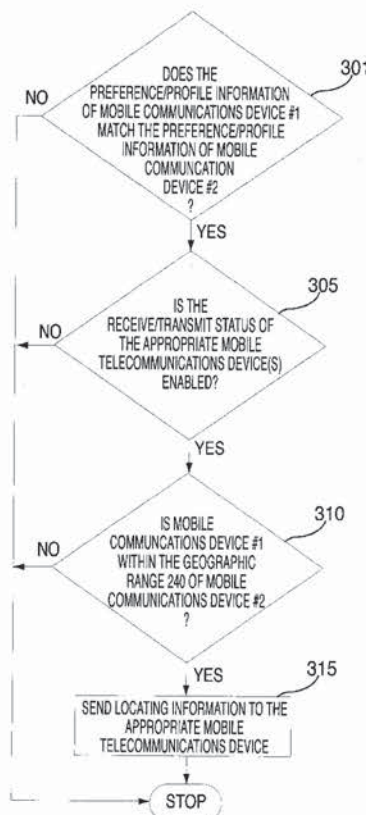 301
DOES THE
PREFERENCE/PROFILE INFORMATION
NO
OF MOBILE COMMUNICATIONS DEVICE #1
MATCH THE PREFERENCE/PROFILE
INFORMATION OF MOBILE
COMMUNCATION
DEVICE #2
?
YES
305
IS THE
RECEIVE/TRANSMIT STATUS OF
NO
THE APPROPRIATE MOBILE
TELECOMMUNICATIONS DEVICE(S)
ENABLED?
YES
310
IS MOBILE
COMMUNCATIONS DEVICE #1
NO
WITHIN THE GEOGRAPHIC
RANGE 240 OF MOBILE
COMMUNICATIONS DEVICE #2
?
YES
315
SEND LOCATING INFORMATION TO THE
APPROPRIATE MOBILE
TELECOMMUNICATIONS DEVICE
STOP